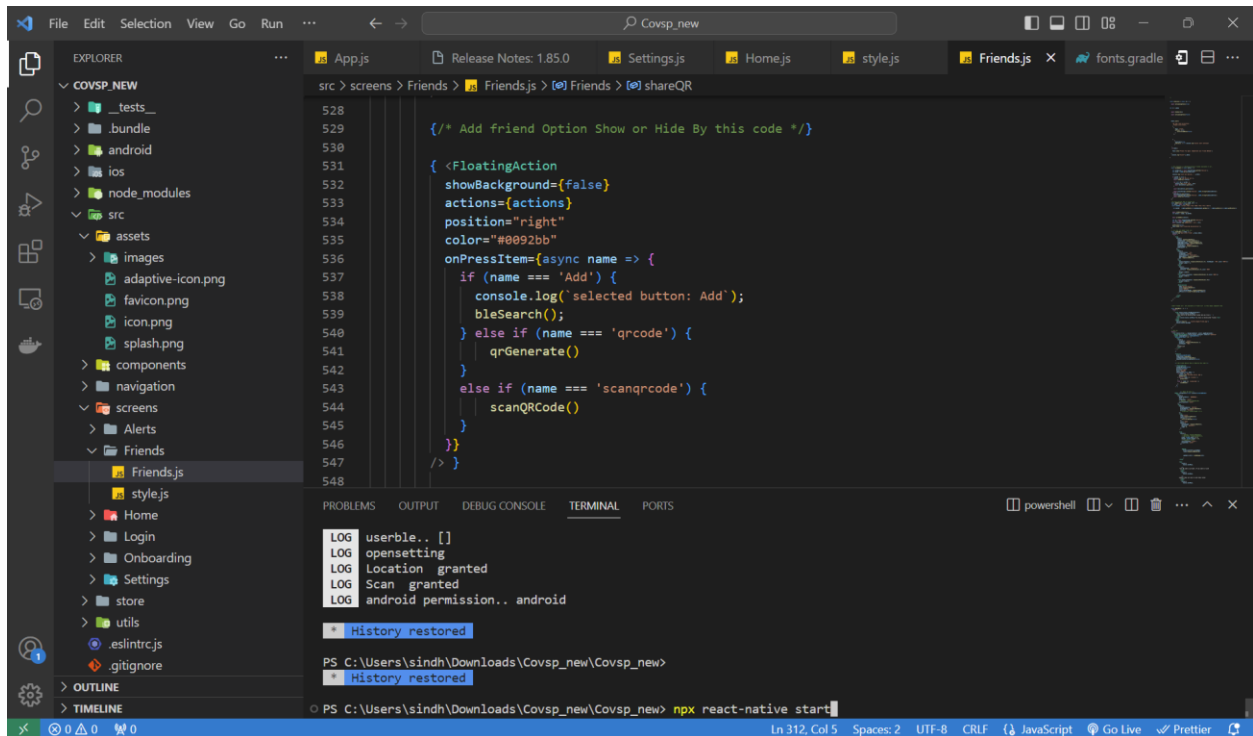 File Edit Selection View Go Run ··· Covsp_new
EXPLORER ···
COVSP_NEW
__tests__
.bundle
android
ios
node_modules
src
assets
images
adaptive-icon.png
favicon.png
icon.png
splash.png
components
navigation
screens
Alerts
Friends
JS Friends.js
JS style.js
Home
Login
Onboarding
Settings
store
utils
.eslintrc.js
.gitignore
OUTLINE
TIMELINE
JS App.js Release Notes: 1.85.0 JS Settings.js JS Home.js JS style.js JS Friends.js fonts.gradle ···
src > screens > Friends > JS Friends.js > Friends > shareQR
528
529 {/* Add friend Option Show or Hide By this code */}
530
531 { <FloatingAction
532 showBackground={false}
533 actions={actions}
534 position="right"
535 color="#0092bb"
536 onPressItem={async name => {
537 if (name === 'Add') {
538 console.log(`selected button: Add`);
539 bleSearch();
540 } else if (name === 'qrcode') {
541 qrGenerate()
542 }
543 else if (name === 'scanqrcode') {
544 scanQRCode()
545 }
546 }}
547 /> }
548
PROBLEMS OUTPUT DEBUG CONSOLE TERMINAL PORTS powershell ···
LOG userble.. []
LOG opensetting
LOG Location granted
LOG Scan granted
LOG android permission.. android
* History restored
PS C:\Users\sindh\Downloads\Covsp_new\Covsp_new>
* History restored
PS C:\Users\sindh\Downloads\Covsp_new\Covsp_new> npx react-native start
1
0 0 0 Ln 312, Col 5 Spaces: 2 UTF-8 CRLF {} JavaScript Go Live Prettier